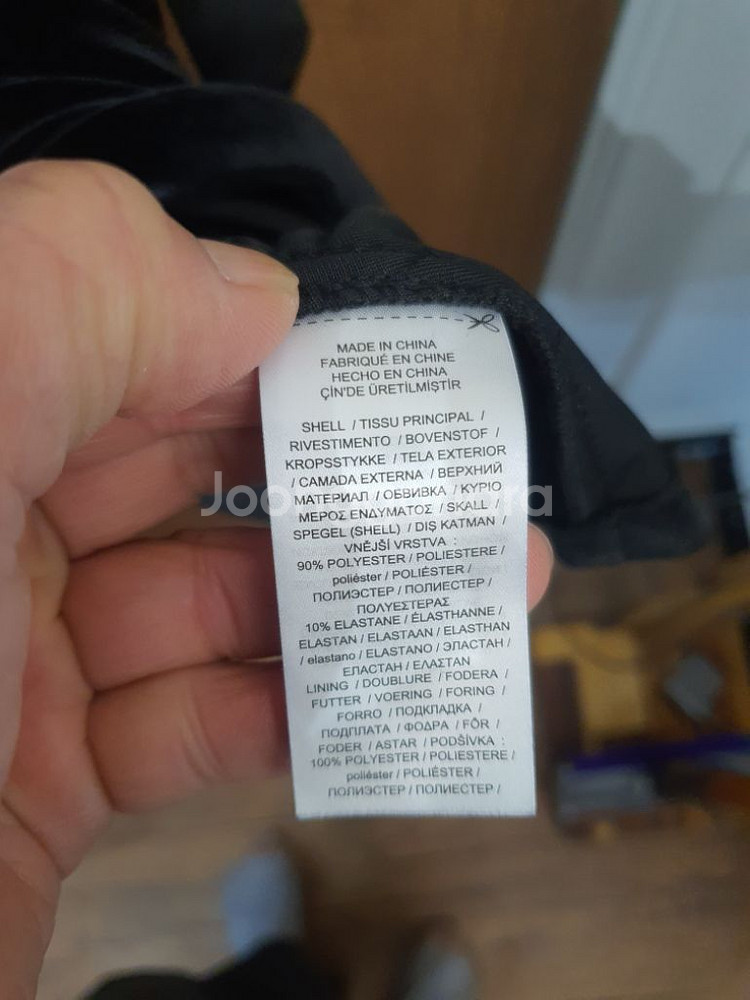 MADE IN CHINA
FABRIQUÉ EN CHINE
HECHO EN CHINA
ÇİN'DE ÜRETİLMİŞTİR
SHELL / TISSU PRINCIPAL /
RIVESTIMENTO / BOVENSTOF /
KROPSSTYKKE / TELA EXTERIOR
/ CAMADA EXTERNA / ВЕРХНИЙ
МАТЕРИАЛ / ОБВИВКА / ΚΥΡΙΟ
ΜΕΡΟΣ ΕΝΔΥΜΑΤΟΣ / SKALL /
SPEGEL (SHELL) / DIŞ KATMAN /
VNĚJŠÍ VRSTVA :
90% POLYESTER / POLIESTERE /
poliéster / POLIÉSTER /
ПОЛИЭСТЕР / ПОЛИЕСТЕР /
ΠΟΛΥΕΣΤΕΡΑΣ
10% ELASTANE / ÉLASTHANNE /
ELASTAN / ELASTAAN / ELASTHAN
/ elastano / ELASTANO / ЭЛАСТАН /
ЕЛАСТАН / ΕΛΑΣΤΑΝ
LINING / DOUBLURE / FODERA /
FUTTER / VOERING / FORING /
FORRO / ПОДКЛАДКА /
ПОДПЛАТА / ΦΟΔΡΑ / FÔR /
FODER / ASTAR / PODŠÍVKA :
100% POLYESTER / POLIESTERE /
poliéster / POLIÉSTER /
ПОЛИЭСТЕР / ПОЛИЕСТЕР /